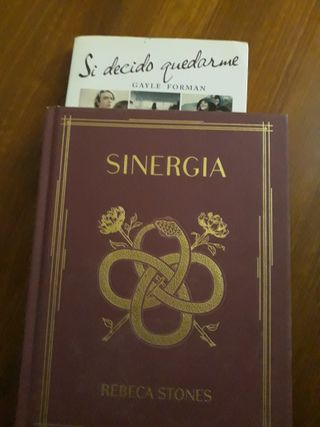 Si decido quedarme
GAYLE FORMAN
SINERGIA
REBECA STONES